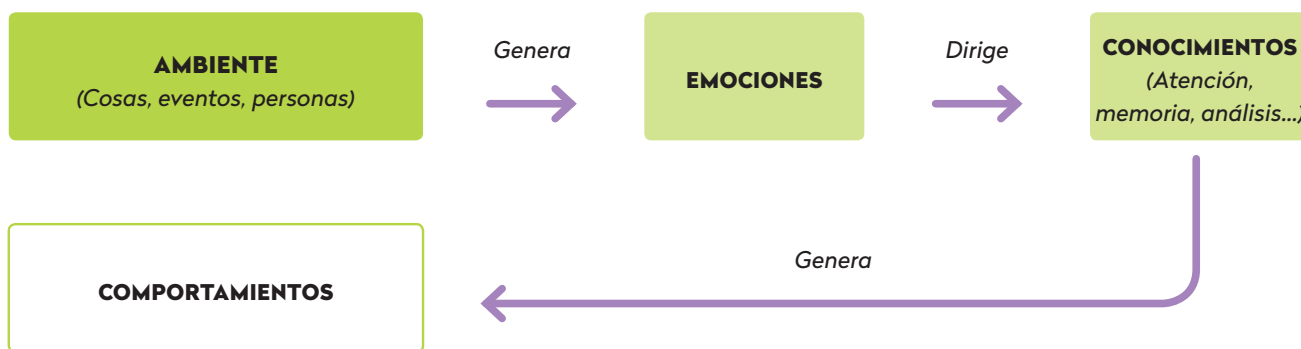 AMBIENTE
(Cosas, eventos, personas)
Genera
EMOCIONES
Dirige
CONOCIMIENTOS
(Atención,
memoria, análisis...)
COMPORTAMIENTOS
Genera